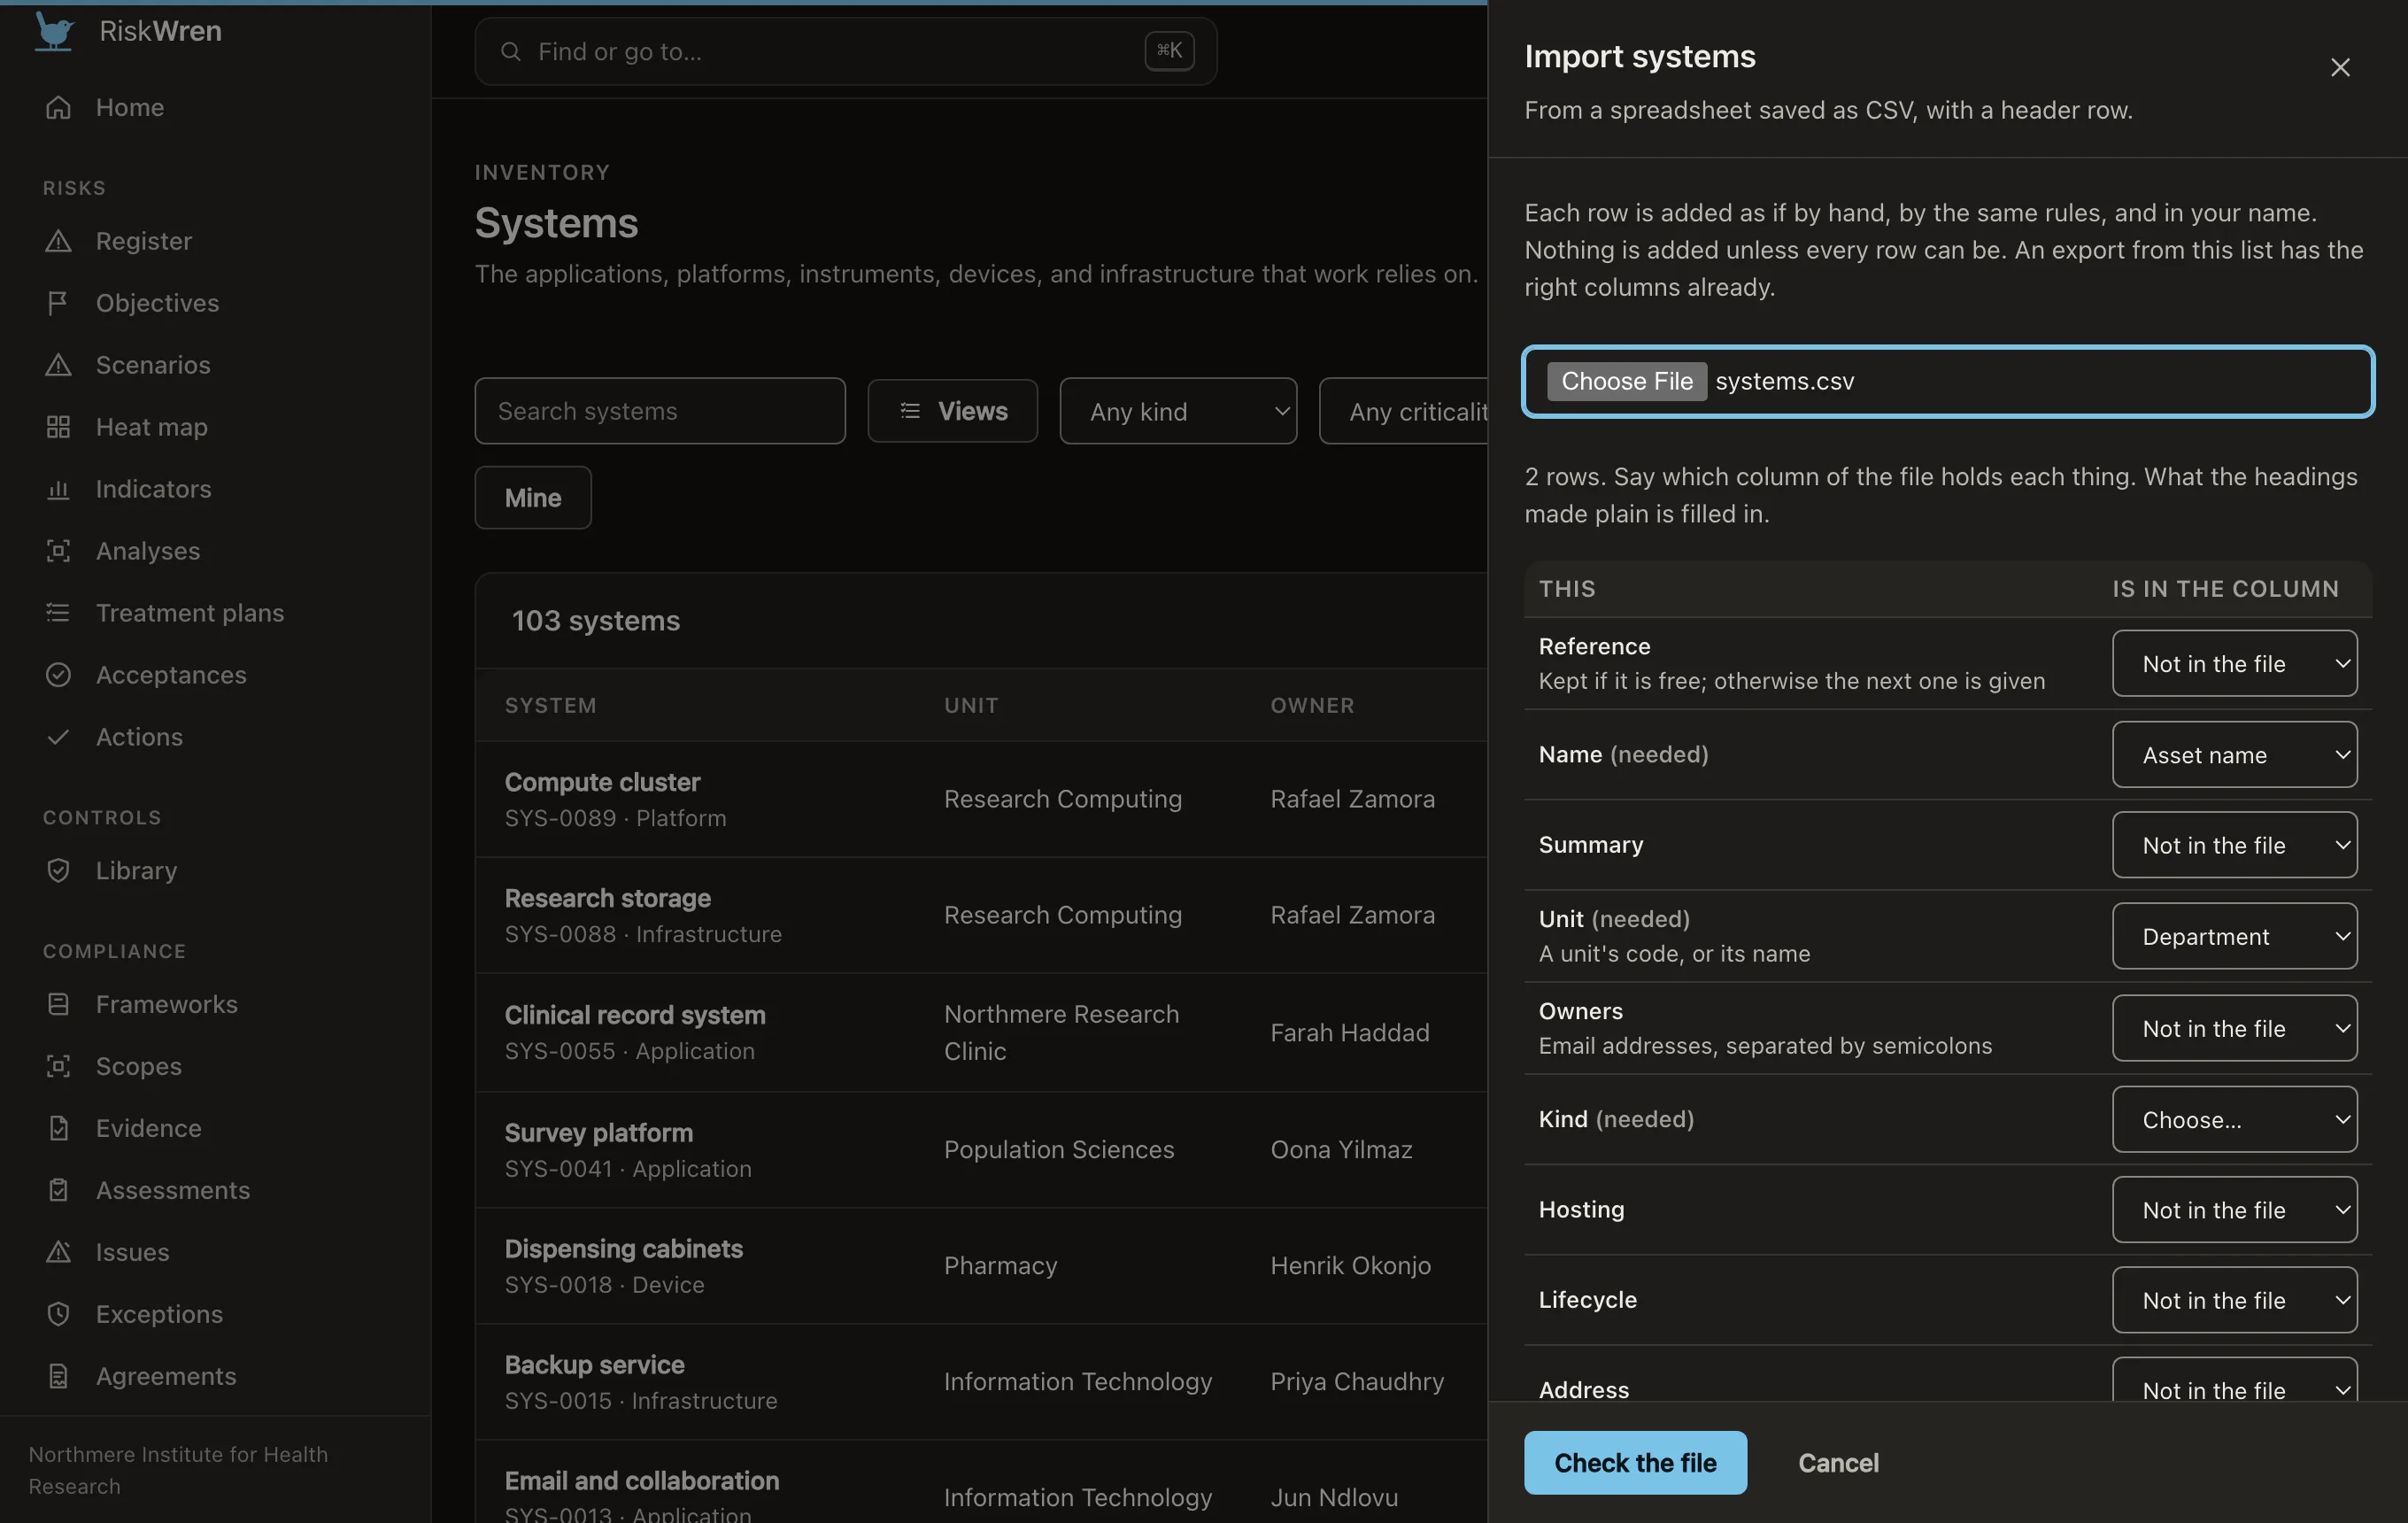 RiskWren
Home
RISKS
Register
Objectives
Scenarios
Heat map
Indicators
Analyses
Treatment plans
Acceptances
Actions
CONTROLS
Library
COMPLIANCE
Frameworks
Scopes
Evidence
Assessments
Issues
Exceptions
Agreements
Northmere Institute for Health
Research
Find or go to...
⌘K
INVENTORY
Systems
The applications, platforms, instruments, devices, and infrastructure that work relies on.
Search systems
Views
Any kind
Any criticalit
Mine
103 systems
SYSTEM UNIT OWNER
Compute cluster
SYS-0089 · Platform
Research Computing
Rafael Zamora
Research storage
SYS-0088 · Infrastructure
Research Computing
Rafael Zamora
Clinical record system
SYS-0055 · Application
Northmere Research
Clinic
Farah Haddad
Survey platform
SYS-0041 · Application
Population Sciences
Oona Yilmaz
Dispensing cabinets
SYS-0018 · Device
Pharmacy
Henrik Okonjo
Backup service
SYS-0015 · Infrastructure
Information Technology
Priya Chaudhry
Email and collaboration
SYS-0013 · Application
Information Technology
Jun Ndlovu
Import systems
From a spreadsheet saved as CSV, with a header row.
Each row is added as if by hand, by the same rules, and in your name.
Nothing is added unless every row can be. An export from this list has the
right columns already.
Choose File systems.csv
2 rows. Say which column of the file holds each thing. What the headings
made plain is filled in.
THIS IS IN THE COLUMN
Reference
Kept if it is free; otherwise the next one is given
Not in the file
Name (needed)
Asset name
Summary
Not in the file
Unit (needed)
A unit's code, or its name
Department
Owners
Email addresses, separated by semicolons
Not in the file
Kind (needed)
Choose...
Hosting
Not in the file
Lifecycle
Not in the file
Address
Not in the file
Check the file
Cancel